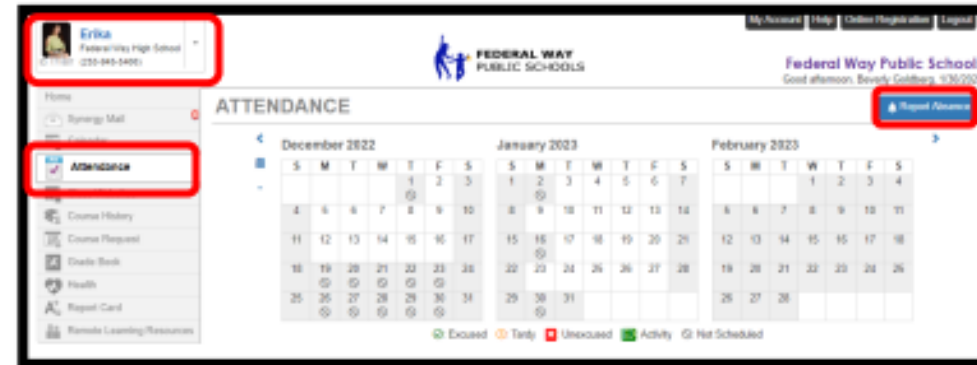 My Account Help Online Registration Logout
Erika
Federal Way High School
FEDERAL WAY
PUBLIC SCHOOLS
Federal Way Public School
Good afternoon, Beverly Goldberg,
Home
Synergy Mail
Calendar
Attendance
Course History
Course Request
Grade Book
Health
Report Card
Remote Learning Resources
ATTENDANCE
Report Absence
December 2022
S M T W T F S
1 2 3
4 5 6 7 8 9 10
11 12 13 14 15 16 17
18 19 20 21 22 23 24
25 26 27 28 29 30 31
January 2023
S M T W T F S
1 2 3 4 5 6 7
8 9 10 11 12 13 14
15 16 17 18 19 20 21
22 23 24 25 26 27 28
29 30 31
February 2023
S M T W T F S
1 2 3 4
5 6 7 8 9 10 11
12 13 14 15 16 17 18
19 20 21 22 23 24 25
26 27 28
Excused Tardy Unexcused Activity Not Scheduled